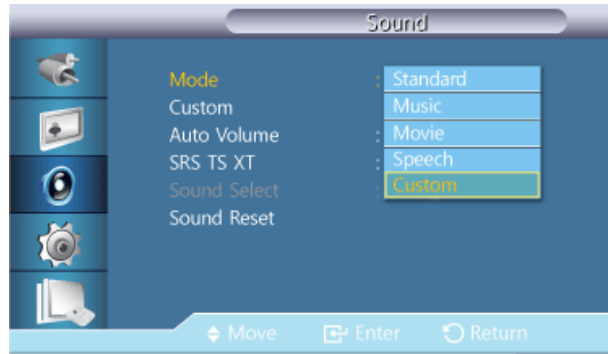 Sound
Mode : Standard
Custom Music
Auto Volume : Movie
SRS TS XT : Speech
Sound Select : Custom
Sound Reset
Move Enter Return